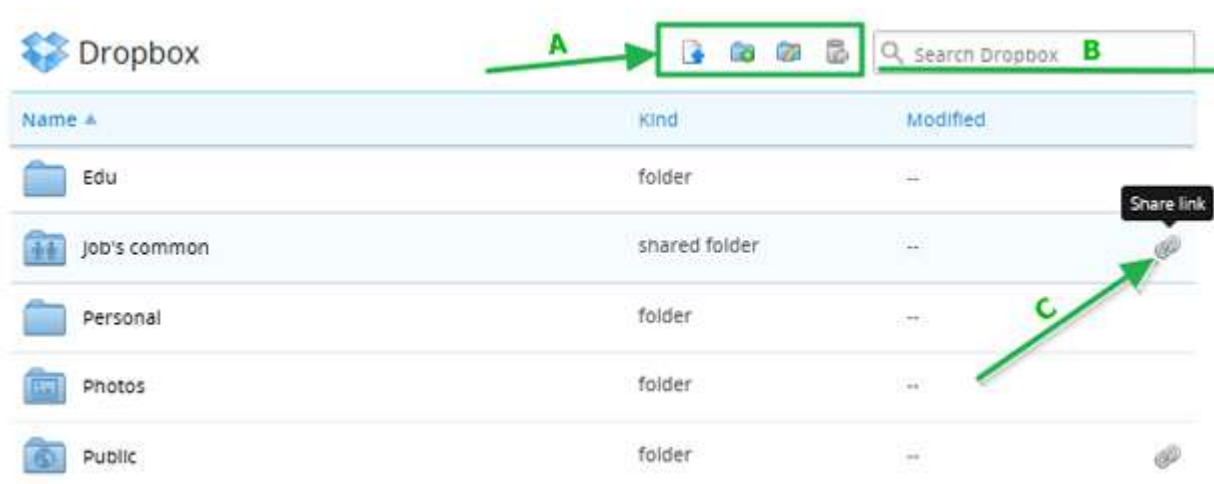 Dropbox
A
Search Dropbox B
Name Kind Modified
Edu folder --
Share link
Job's common shared folder --
C
Personal folder --
Photos folder --
Public folder --